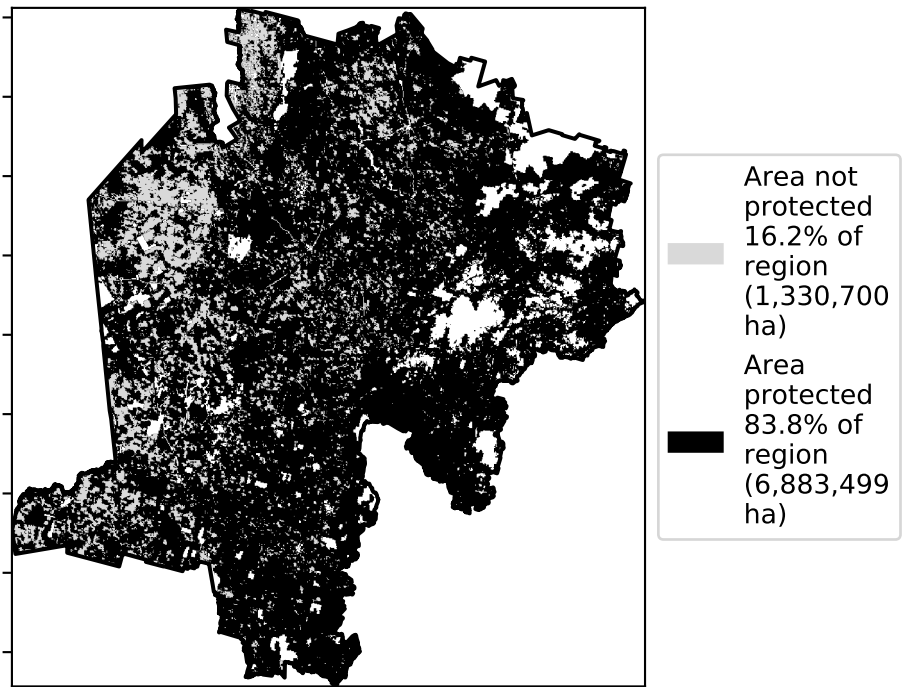 Area not
protected
16.2% of
region
(1,330,700
ha)
Area
protected
83.8% of
region
(6,883,499
ha)